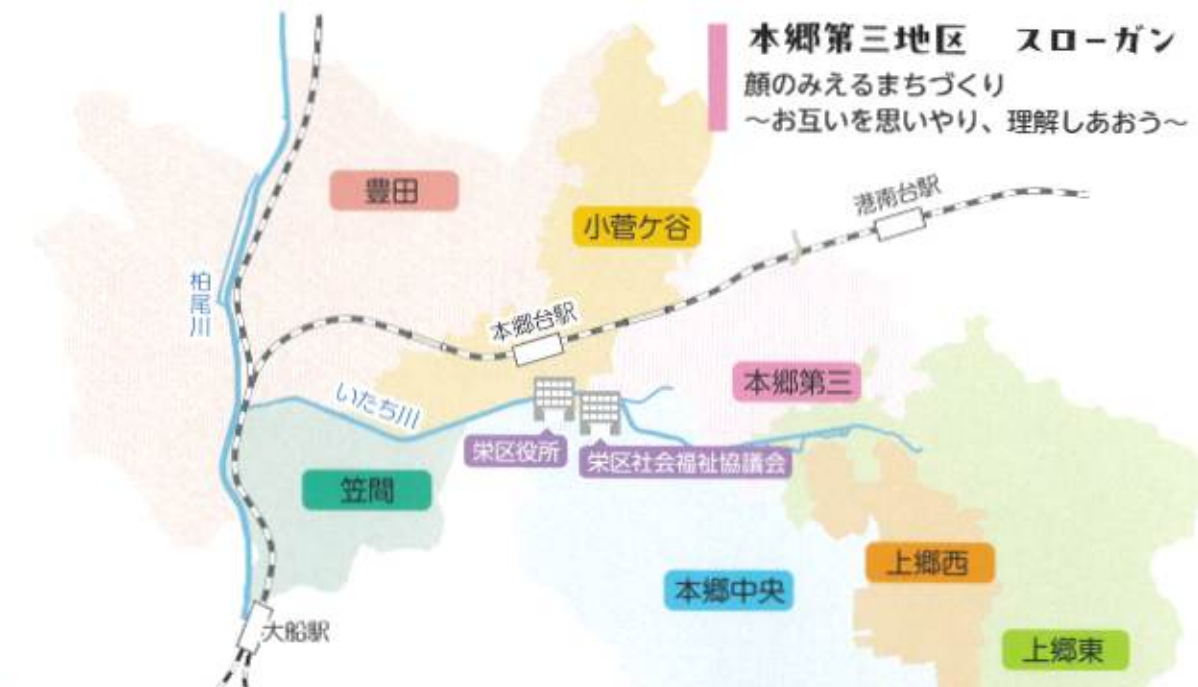 本郷第三地区 スローガン
顔のみえるまちづくり
～お互いを思いやり、理解しあおう～
豊田
小菅ケ谷
港南台駅
柏尾川
本郷台駅
本郷第三
いたち川
栄区役所
栄区社会福祉協議会
笠間
上郷西
本郷中央
大船駅
上郷東